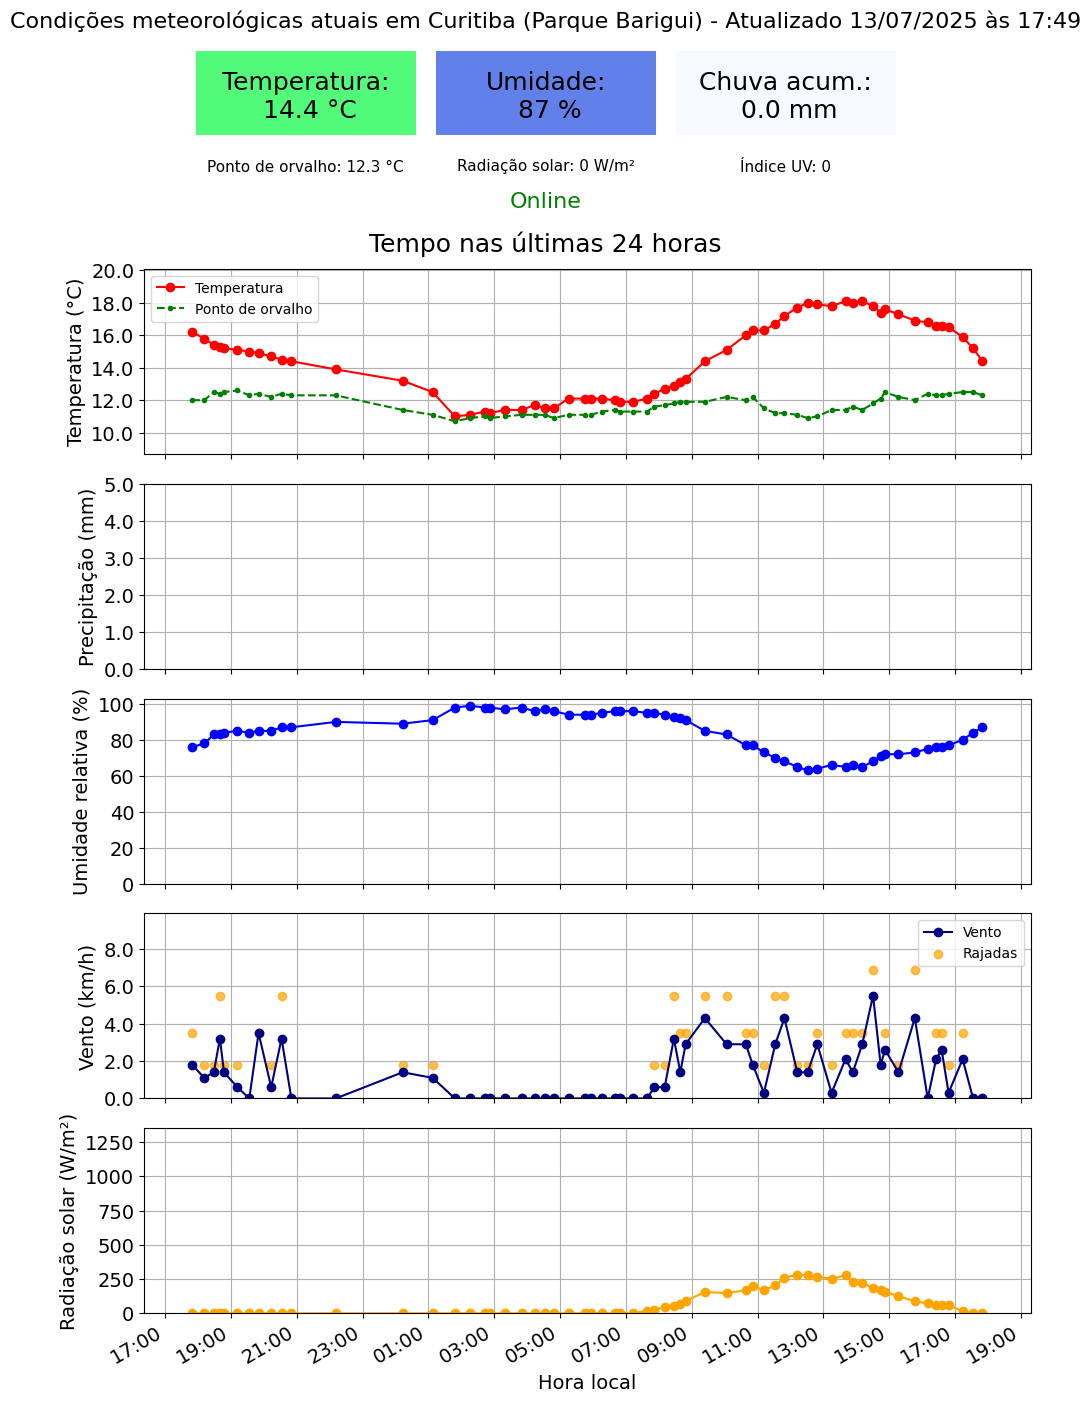 Condições meteorológicas atuais em Curitiba (Parque Barigui) - Atualizado 13/07/2025 às 17:49
Temperatura:
14.4 °C
Umidade:
87 %
Chuva acum.:
0.0 mm
Ponto de orvalho: 12.3 °C
Radiação solar: 0 W/m²
Índice UV: 0
Online
Tempo nas últimas 24 horas
Temperatura (°C)
20.0
18.0
16.0
14.0
12.0
10.0
Temperatura
Ponto de orvalho
Precipitação (mm)
5.0
4.0
3.0
2.0
1.0
0.0
Umidade relativa (%)
100
80
60
40
20
0
Vento (km/h)
8.0
6.0
4.0
2.0
0.0
Vento
Rajadas
Radiação solar (W/m²)
1250
1000
750
500
250
0
17:00
19:00
21:00
23:00
01:00
03:00
05:00
07:00
09:00
11:00
13:00
15:00
17:00
19:00
Hora local